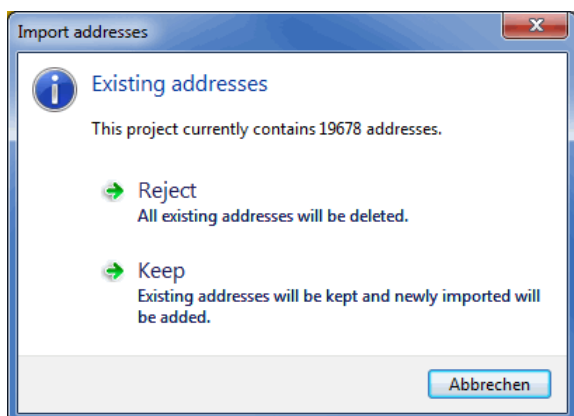 Import addresses
Existing addresses
This project currently contains 19678 addresses.
Reject
All existing addresses will be deleted.
Keep
Existing addresses will be kept and newly imported will
be added.
Abbrechen